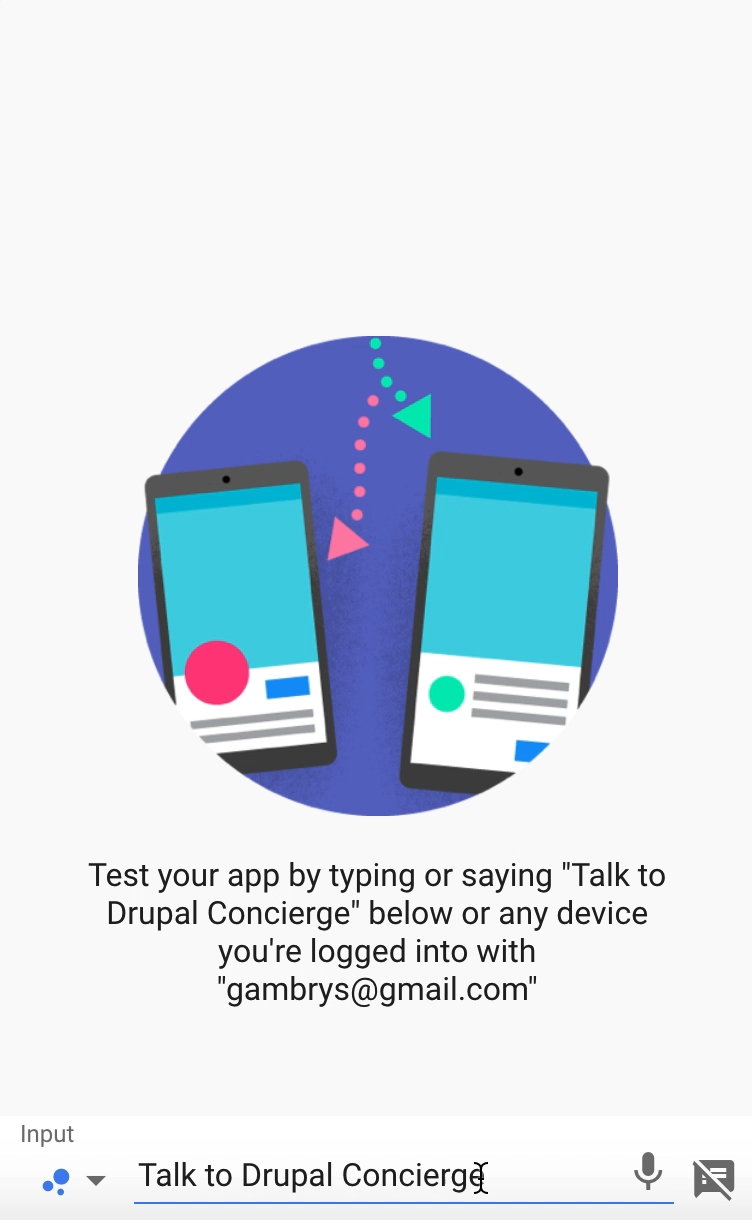 Test your app by typing or saying "Talk to
Drupal Concierge" below or any device
you're logged into with
"gambrys@gmail.com"
Input
Talk to Drupal Concierge